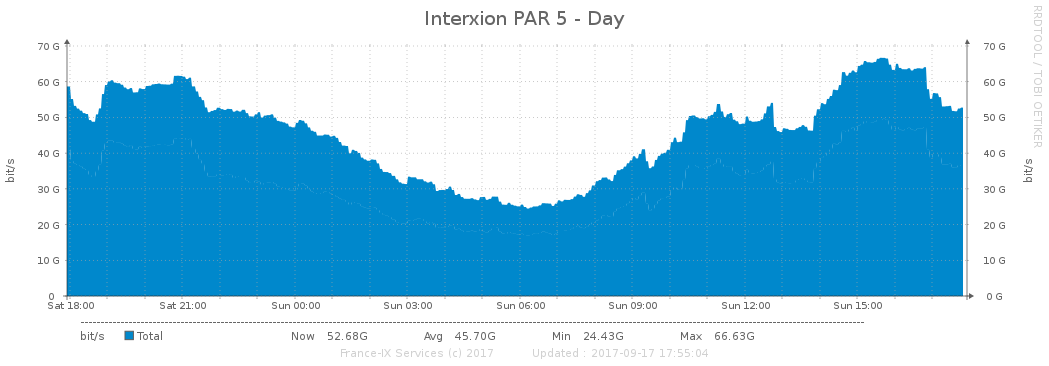 Interxion PAR 5 - Day
RRDTOOL / TOBI OETIKER
bit/s
bit/s
70 G 70 G
60 G 60 G
50 G 50 G
40 G 40 G
30 G 30 G
20 G 20 G
10 G 10 G
0 0 G
Sat 18:00 Sat 21:00 Sun 00:00 Sun 03:00 Sun 06:00 Sun 09:00 Sun 12:00 Sun 15:00
bit/s Total Now 52.68G Avg 45.70G Min 24.43G Max 66.63G
France-IX Services (c) 2017 Updated : 2017-09-17 17:55:04